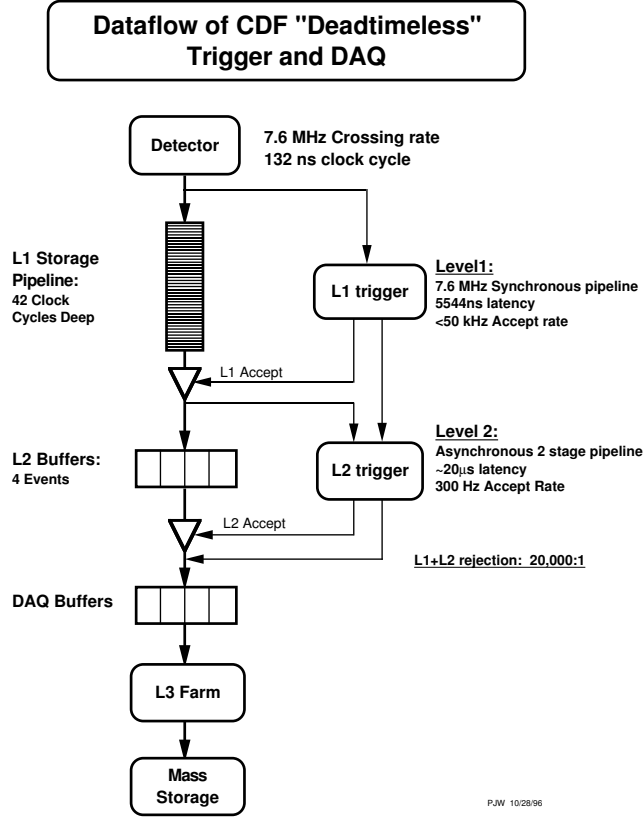 Dataflow of CDF "Deadtimeless"
Trigger and DAQ
Detector
7.6 MHz Crossing rate
132 ns clock cycle
L1 Storage
Pipeline:
42 Clock
Cycles Deep
L1 trigger
Level1:
7.6 MHz Synchronous pipeline
5544ns latency
<50 kHz Accept rate
L1 Accept
L2 Buffers:
4 Events
L2 trigger
Level 2:
Asynchronous 2 stage pipeline
~20µs latency
300 Hz Accept Rate
L2 Accept
L1+L2 rejection: 20,000:1
DAQ Buffers
L3 Farm
Mass
Storage
PJW 10/28/96